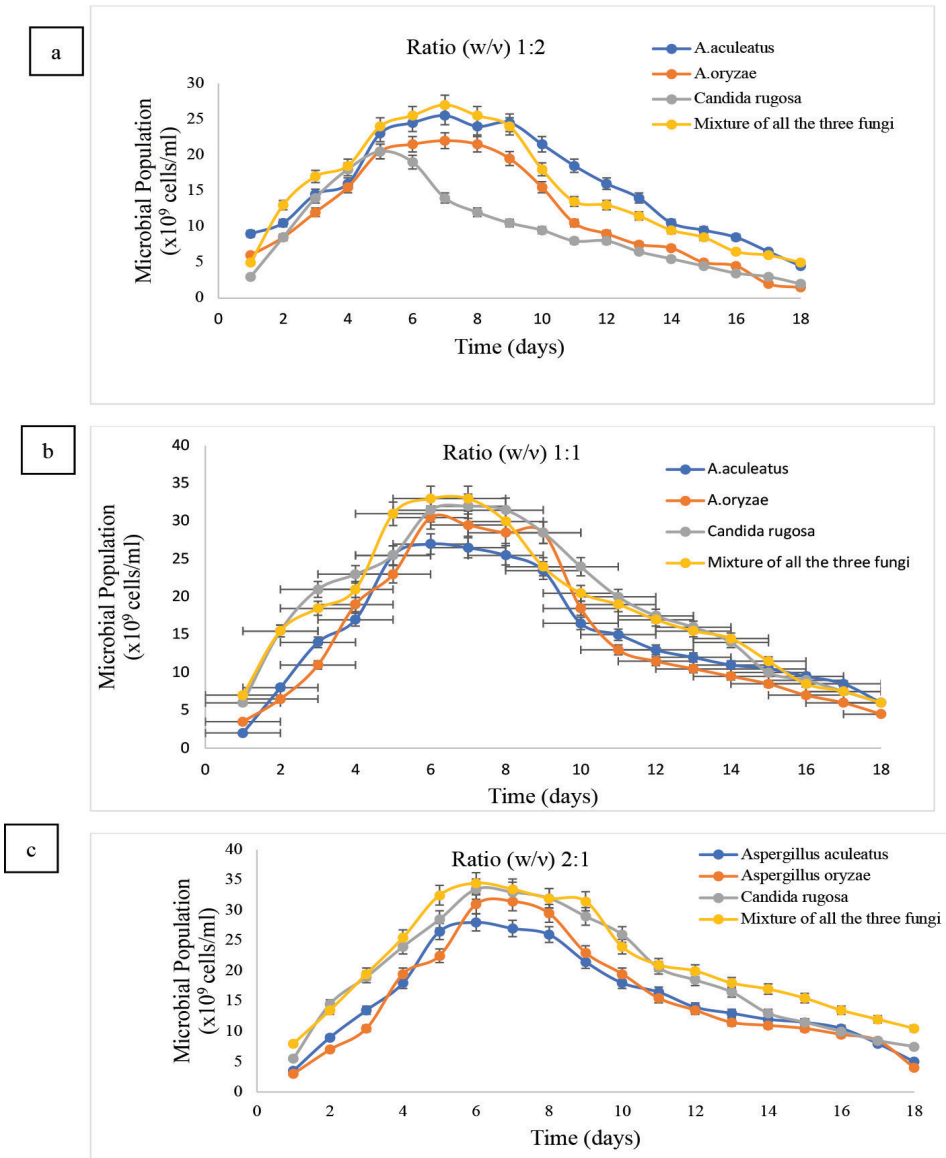 a
Ratio (w/v) 1:2
A.aculeatus
A.oryzae
Candida rugosa
Mixture of all the three fungi
Microbial Population
(x10⁹ cells/ml)
30
25
20
15
10
5
0
0 2 4 6 8 10 12 14 16 18
Time (days)
b
Ratio (w/v) 1:1
A.aculeatus
A.oryzae
Candida rugosa
Mixture of all the three fungi
Microbial Population
(x10⁹ cells/ml)
40
35
30
25
20
15
10
5
0
0 2 4 6 8 10 12 14 16 18
Time (days)
c
Ratio (w/v) 2:1
Aspergillus aculeatus
Aspergillus oryzae
Candida rugosa
Mixture of all the three fungi
Microbial Population
(x10⁹ cells/ml)
40
35
30
25
20
15
10
5
0
0 2 4 6 8 10 12 14 16 18
Time (days)